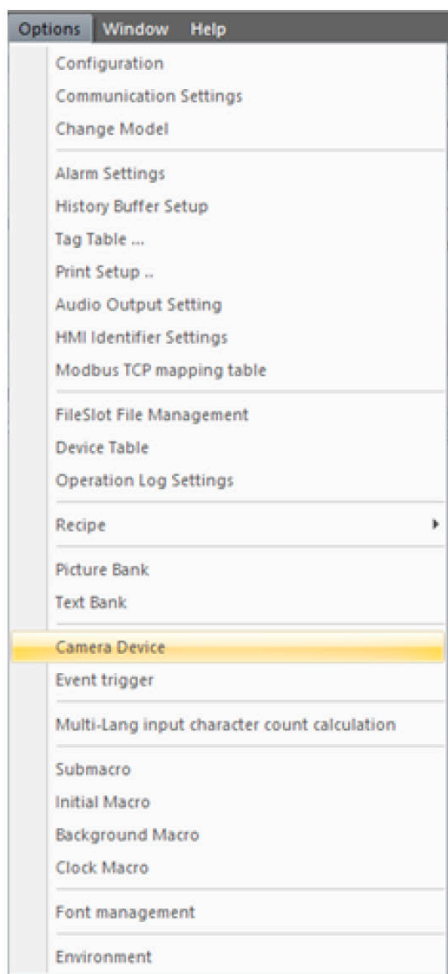 Options Window Help
Configuration
Communication Settings
Change Model
Alarm Settings
History Buffer Setup
Tag Table ...
Print Setup ..
Audio Output Setting
HMI Identifier Settings
Modbus TCP mapping table
FileSlot File Management
Device Table
Operation Log Settings
Recipe
Picture Bank
Text Bank
Camera Device
Event trigger
Multi-Lang input character count calculation
Submacro
Initial Macro
Background Macro
Clock Macro
Font management
Environment